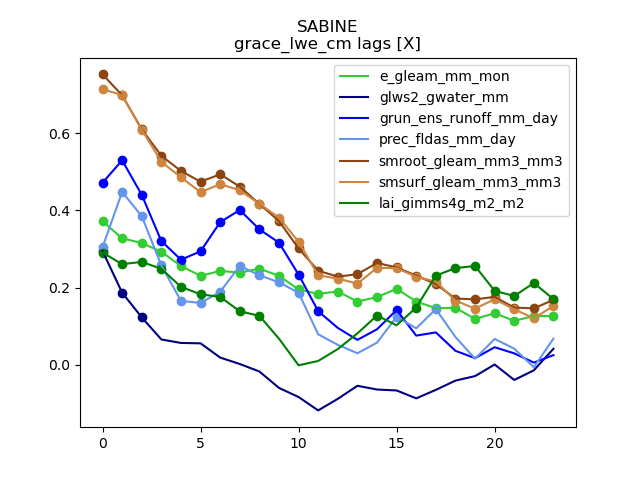 SABINE
grace_lwe_cm lags [X]
e_gleam_mm_mon
glws2_gwater_mm
grun_ens_runoff_mm_day
prec_fldas_mm_day
smroot_gleam_mm3_mm3
smsurf_gleam_mm3_mm3
lai_gimms4g_m2_m2
0.6
0.4
0.2
0.0
0 5 10 15 20